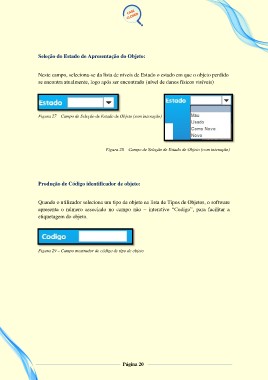 Seleção do Estado de Apresentação do Objeto:
Neste campo, seleciona-se da lista de níveis de Estado o estado em que o objeto perdido
se encontra atualmente, logo após ser encontrado (nível de danos físicos visíveis)
Estado
Estado
Mau
Usado
Como Novo
Novo
Figura 27 - Campo de Seleção do Estado do Objeto (sem interação)
Figura 28 - Campo de Seleção de Estado de Objeto (com interação)
Produção de Código identificador de objeto:
Quando o utilizador seleciona um tipo de objeto na lista de Tipos de Objetos, o software
apresenta o número associado no campo não – interativo "Codigo", para facilitar a
etiquetagem do objeto.
Codigo
Figura 29 - Campo mostrador de código de tipo de objeto
Página 20